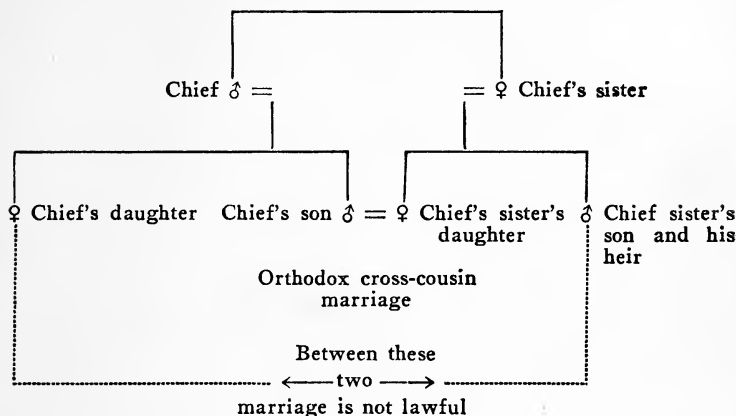 Chief ♂ = = ♀ Chief's sister
♀ Chief's daughter Chief's son ♂ = ♀ Chief's sister's daughter ♂ Chief sister's son and his heir
Orthodox cross-cousin
marriage
Between these
two
marriage is not lawful